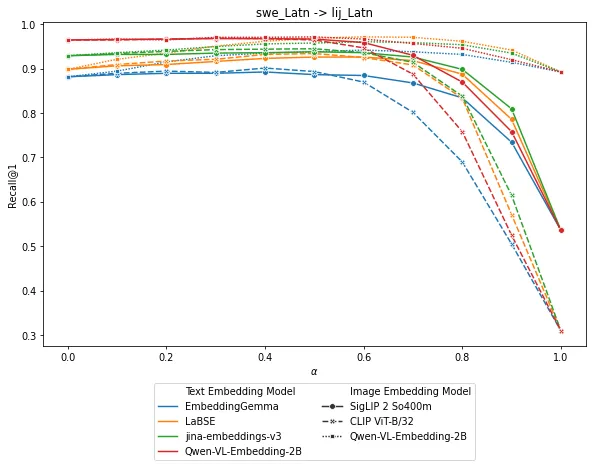 swe_Latn -> lij_Latn
1.0
0.9
0.8
0.7
0.6
0.5
0.4
0.3
Recall@1
0.0 0.2 0.4 0.6 0.8 1.0
α
Text Embedding Model Image Embedding Model
EmbeddingGemma SigLIP 2 So400m
LaBSE CLIP ViT-B/32
jina-embeddings-v3 Qwen-VL-Embedding-2B
Qwen-VL-Embedding-2B